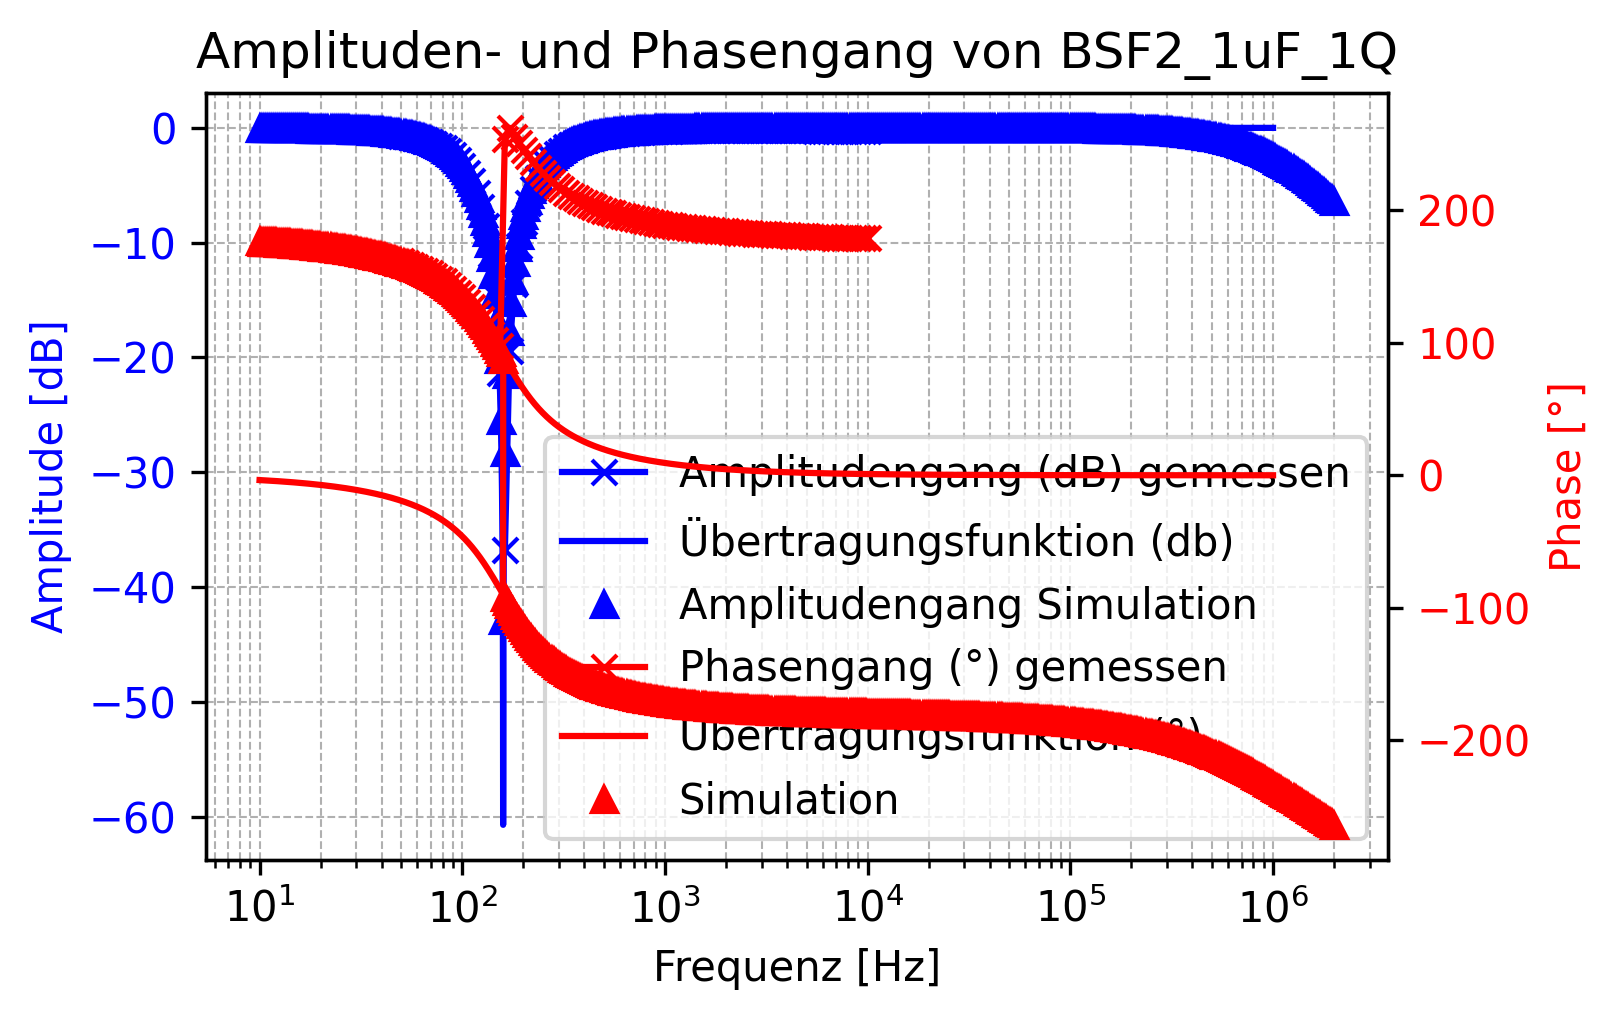 Amplituden- und Phasengang von BSF2_1uF_1Q
Amplitude [dB]
0
−10
−20
−30
−40
−50
−60
200
100
0
−100
−200
Phase [°]
Amplitudengang (dB) gemessen
Übertragungsfunktion (db)
Amplitudengang Simulation
Phasengang (°) gemessen
Übertragungsfunktion (°)
Simulation
10¹ 10² 10³ 10⁴ 10⁵ 10⁶
Frequenz [Hz]